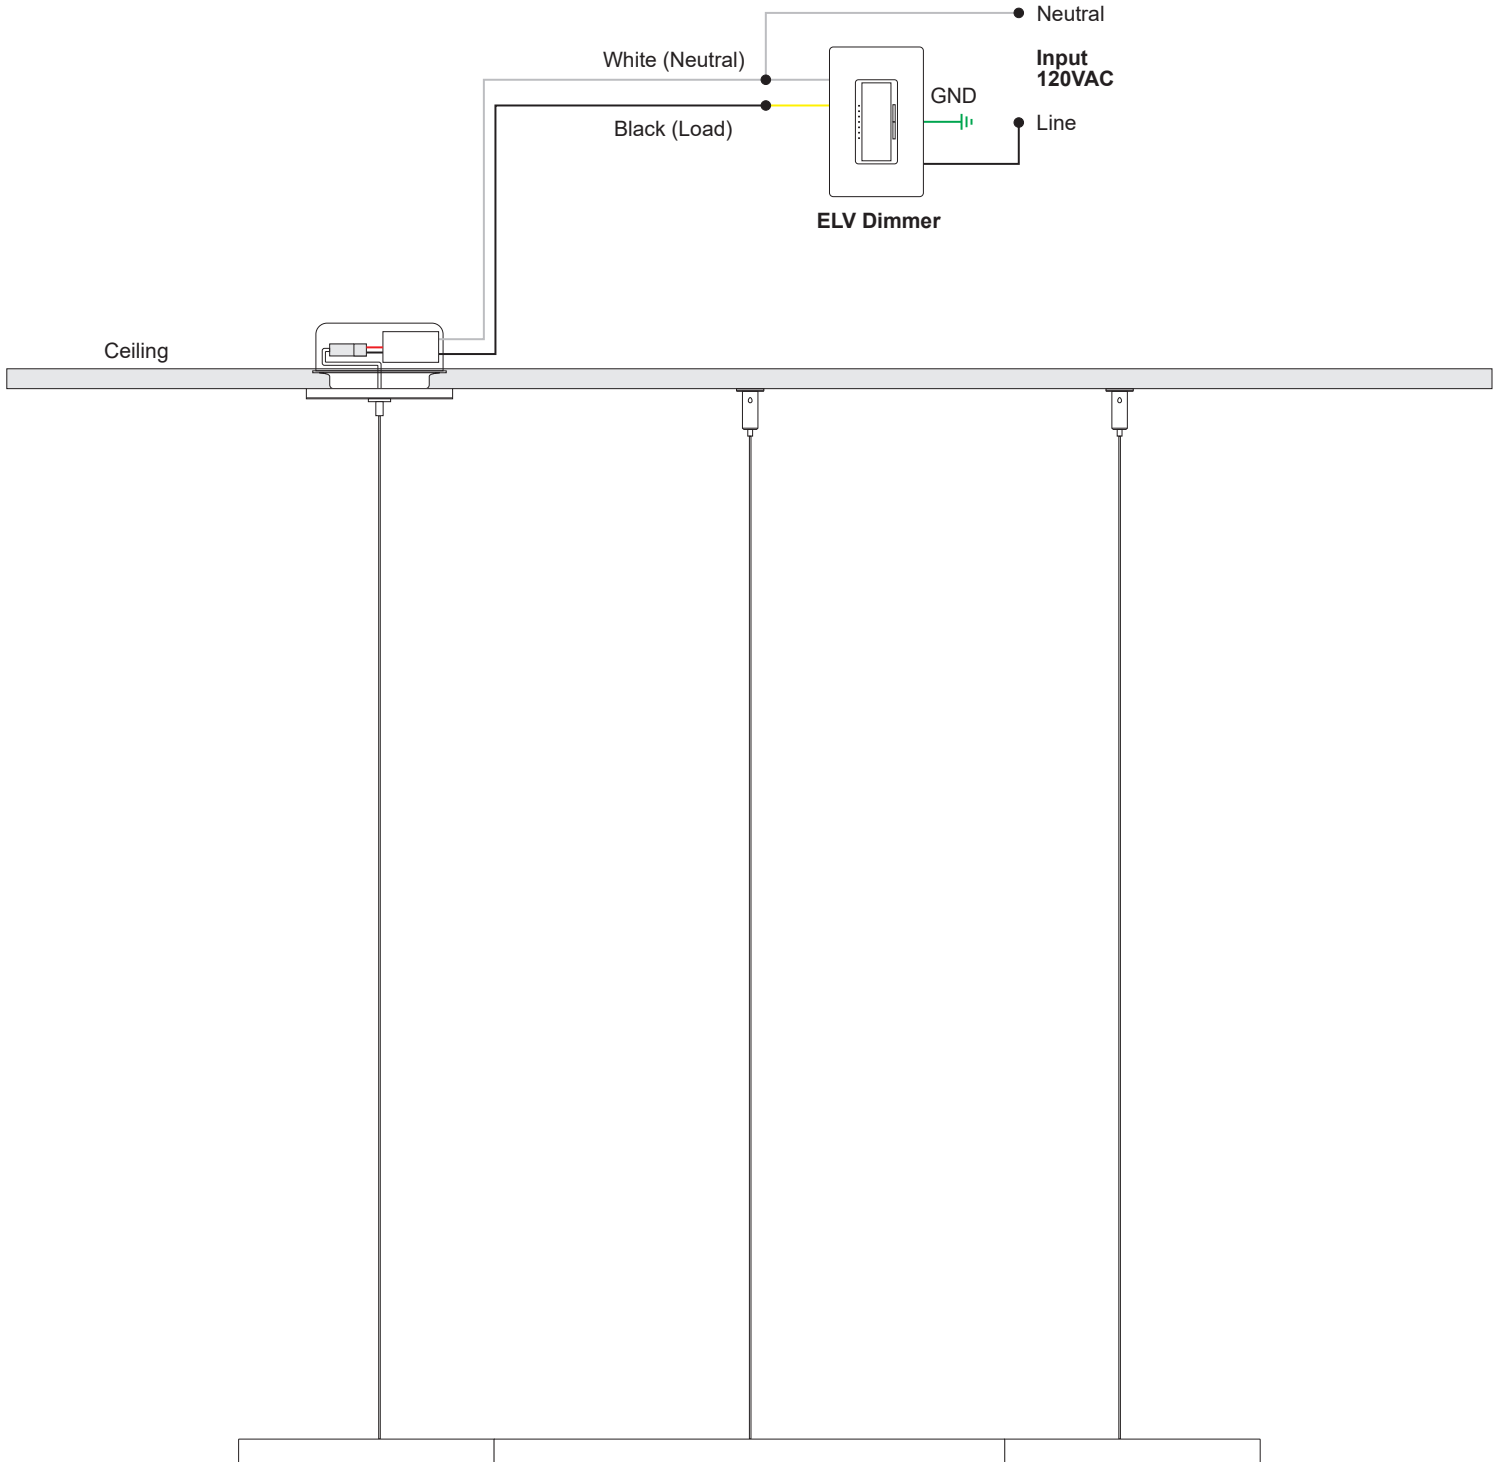 Neutral
White (Neutral)
Input
120VAC
GND
Black (Load)
Line
ELV Dimmer
Ceiling